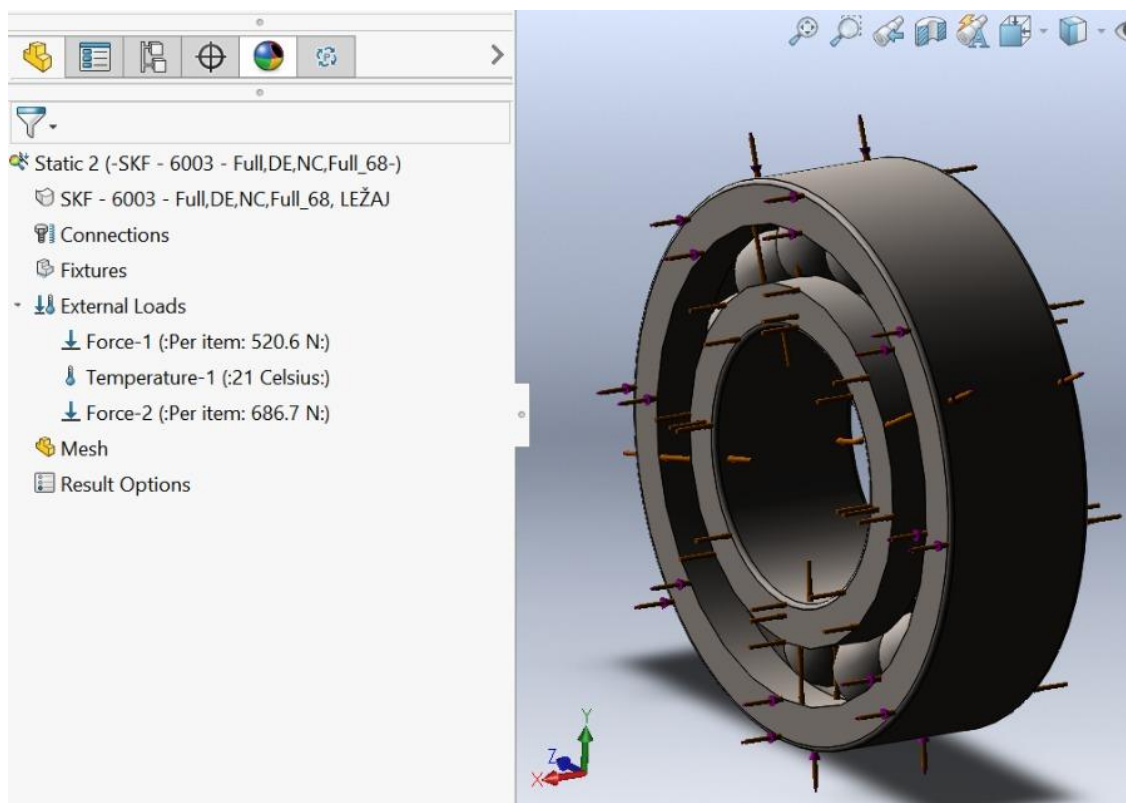 Static 2 (-SKF - 6003 - Full,DE,NC,Full_68-)
SKF - 6003 - Full,DE,NC,Full_68, LEŽAJ
Connections
Fixtures
External Loads
Force-1 (:Per item: 520.6 N:)
Temperature-1 (:21 Celsius:)
Force-2 (:Per item: 686.7 N:)
Mesh
Result Options
Y
Z
X